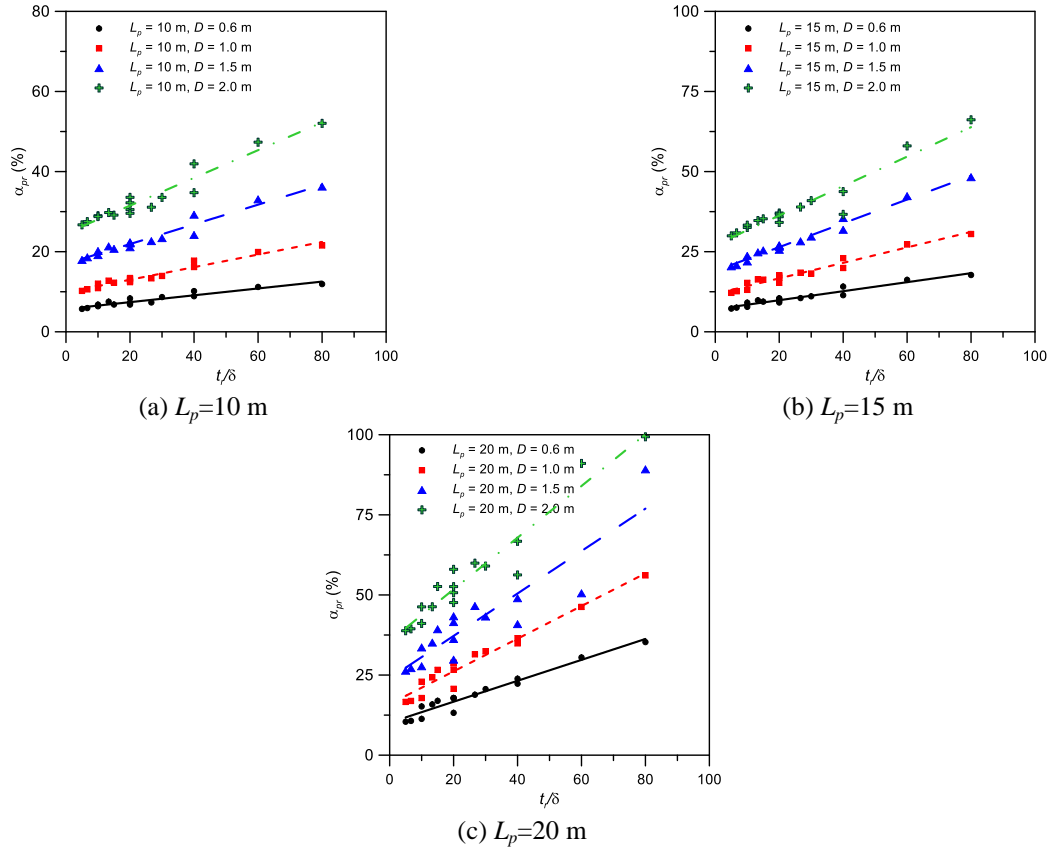 80
60
40
20
0
α_pr (%)
L_p = 10 m, D = 0.6 m
L_p = 10 m, D = 1.0 m
L_p = 10 m, D = 1.5 m
L_p = 10 m, D = 2.0 m
0 20 40 60 80 100
t_r/δ
(a) L_p=10 m
100
75
50
25
0
α_pr (%)
L_p = 15 m, D = 0.6 m
L_p = 15 m, D = 1.0 m
L_p = 15 m, D = 1.5 m
L_p = 15 m, D = 2.0 m
0 20 40 60 80 100
t_r/δ
(b) L_p=15 m
100
75
50
25
0
α_pr (%)
L_p = 20 m, D = 0.6 m
L_p = 20 m, D = 1.0 m
L_p = 20 m, D = 1.5 m
L_p = 20 m, D = 2.0 m
0 20 40 60 80 100
t_r/δ
(c) L_p=20 m